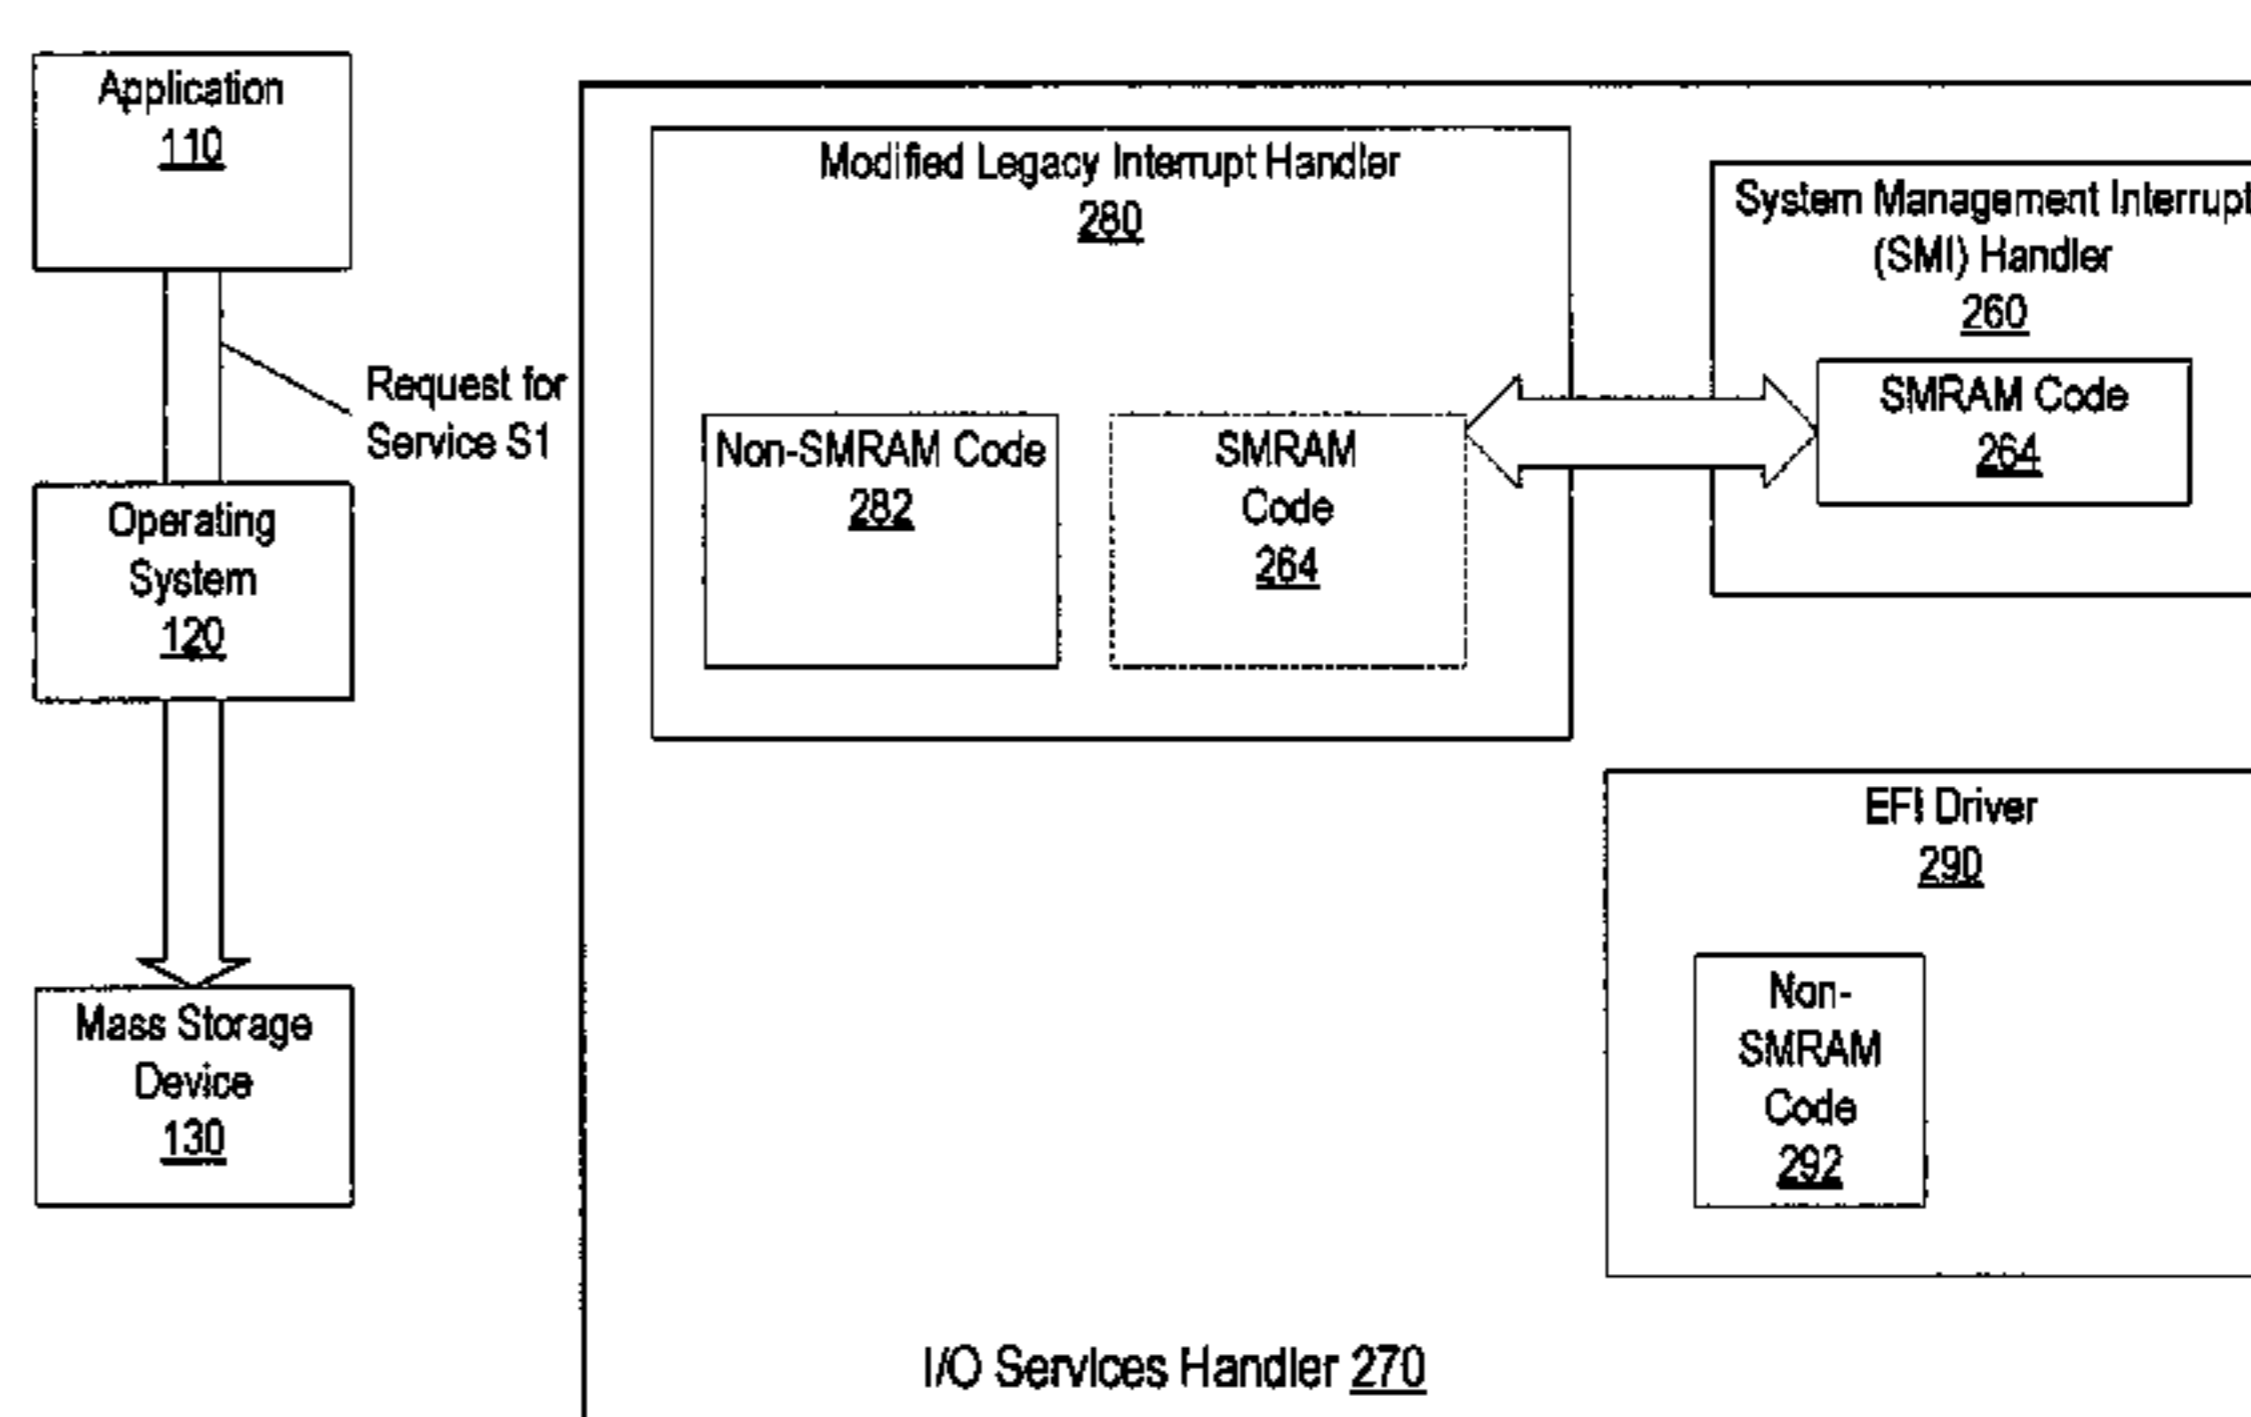 Application
110
Request for
Service S1
Operating
System
120
Mass Storage
Device
130
Modified Legacy Interrupt Handler
280
Non-SMRAM Code
282
SMRAM
Code
264
System Management Interrupt
(SMI) Handler
260
SMRAM Code
264
EFI Driver
290
Non-
SMRAM
Code
292
I/O Services Handler 270